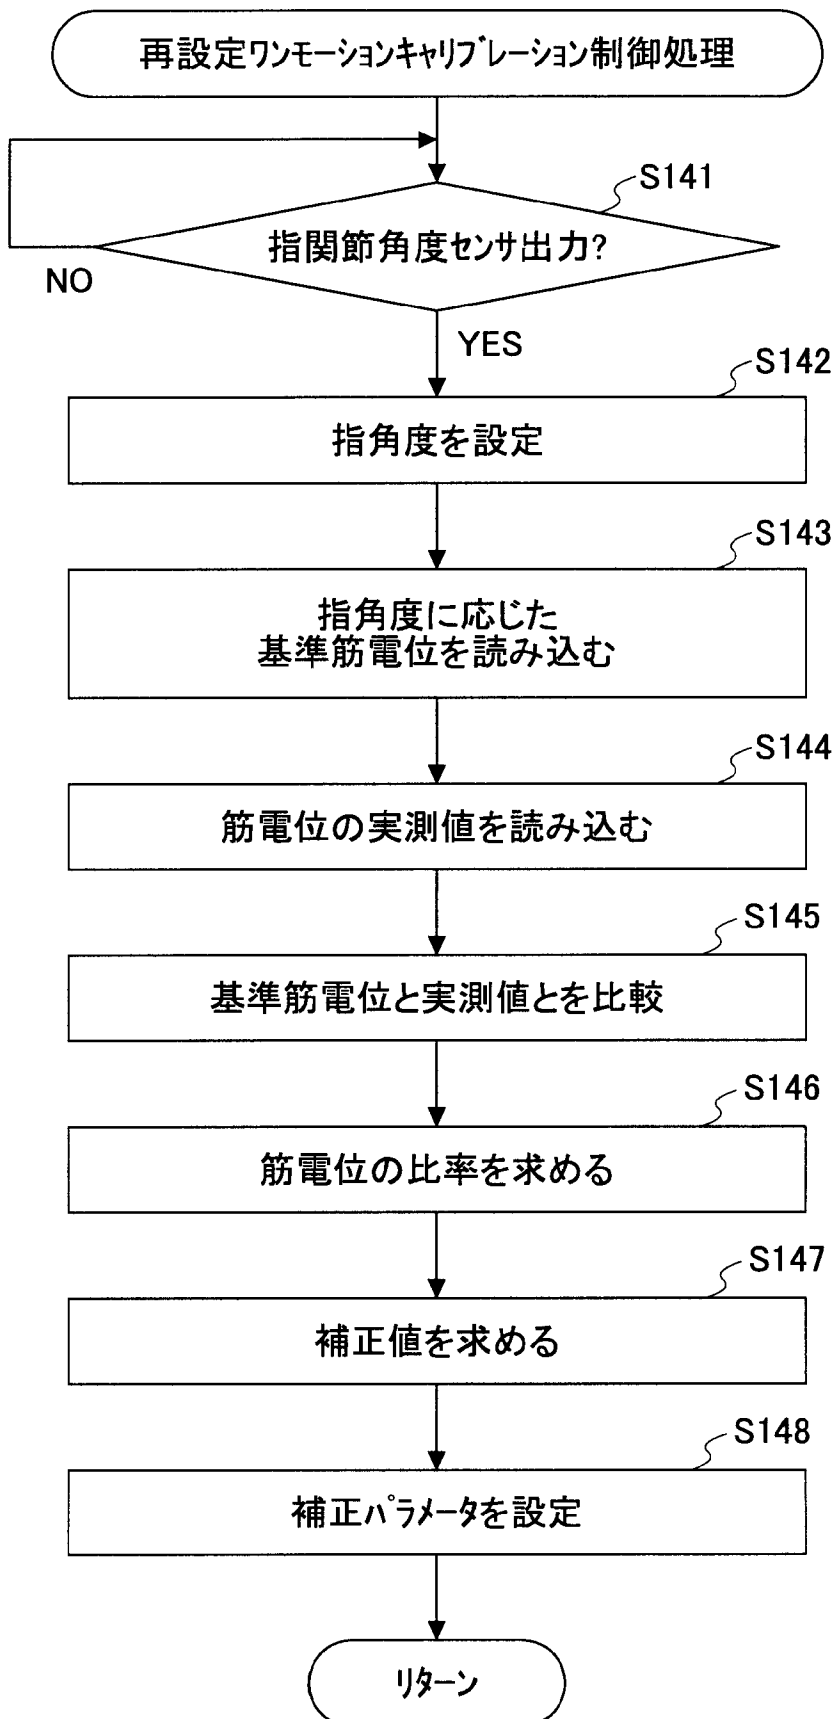 再設定ワンモーションキャリブレーション制御処理
S141
指関節角度センサ出力?
NO
YES
S142
指角度を設定
S143
指角度に応じた
基準筋電位を読み込む
S144
筋電位の実測値を読み込む
S145
基準筋電位と実測値とを比較
S146
筋電位の比率を求める
S147
補正値を求める
S148
補正パラメータを設定
リターン